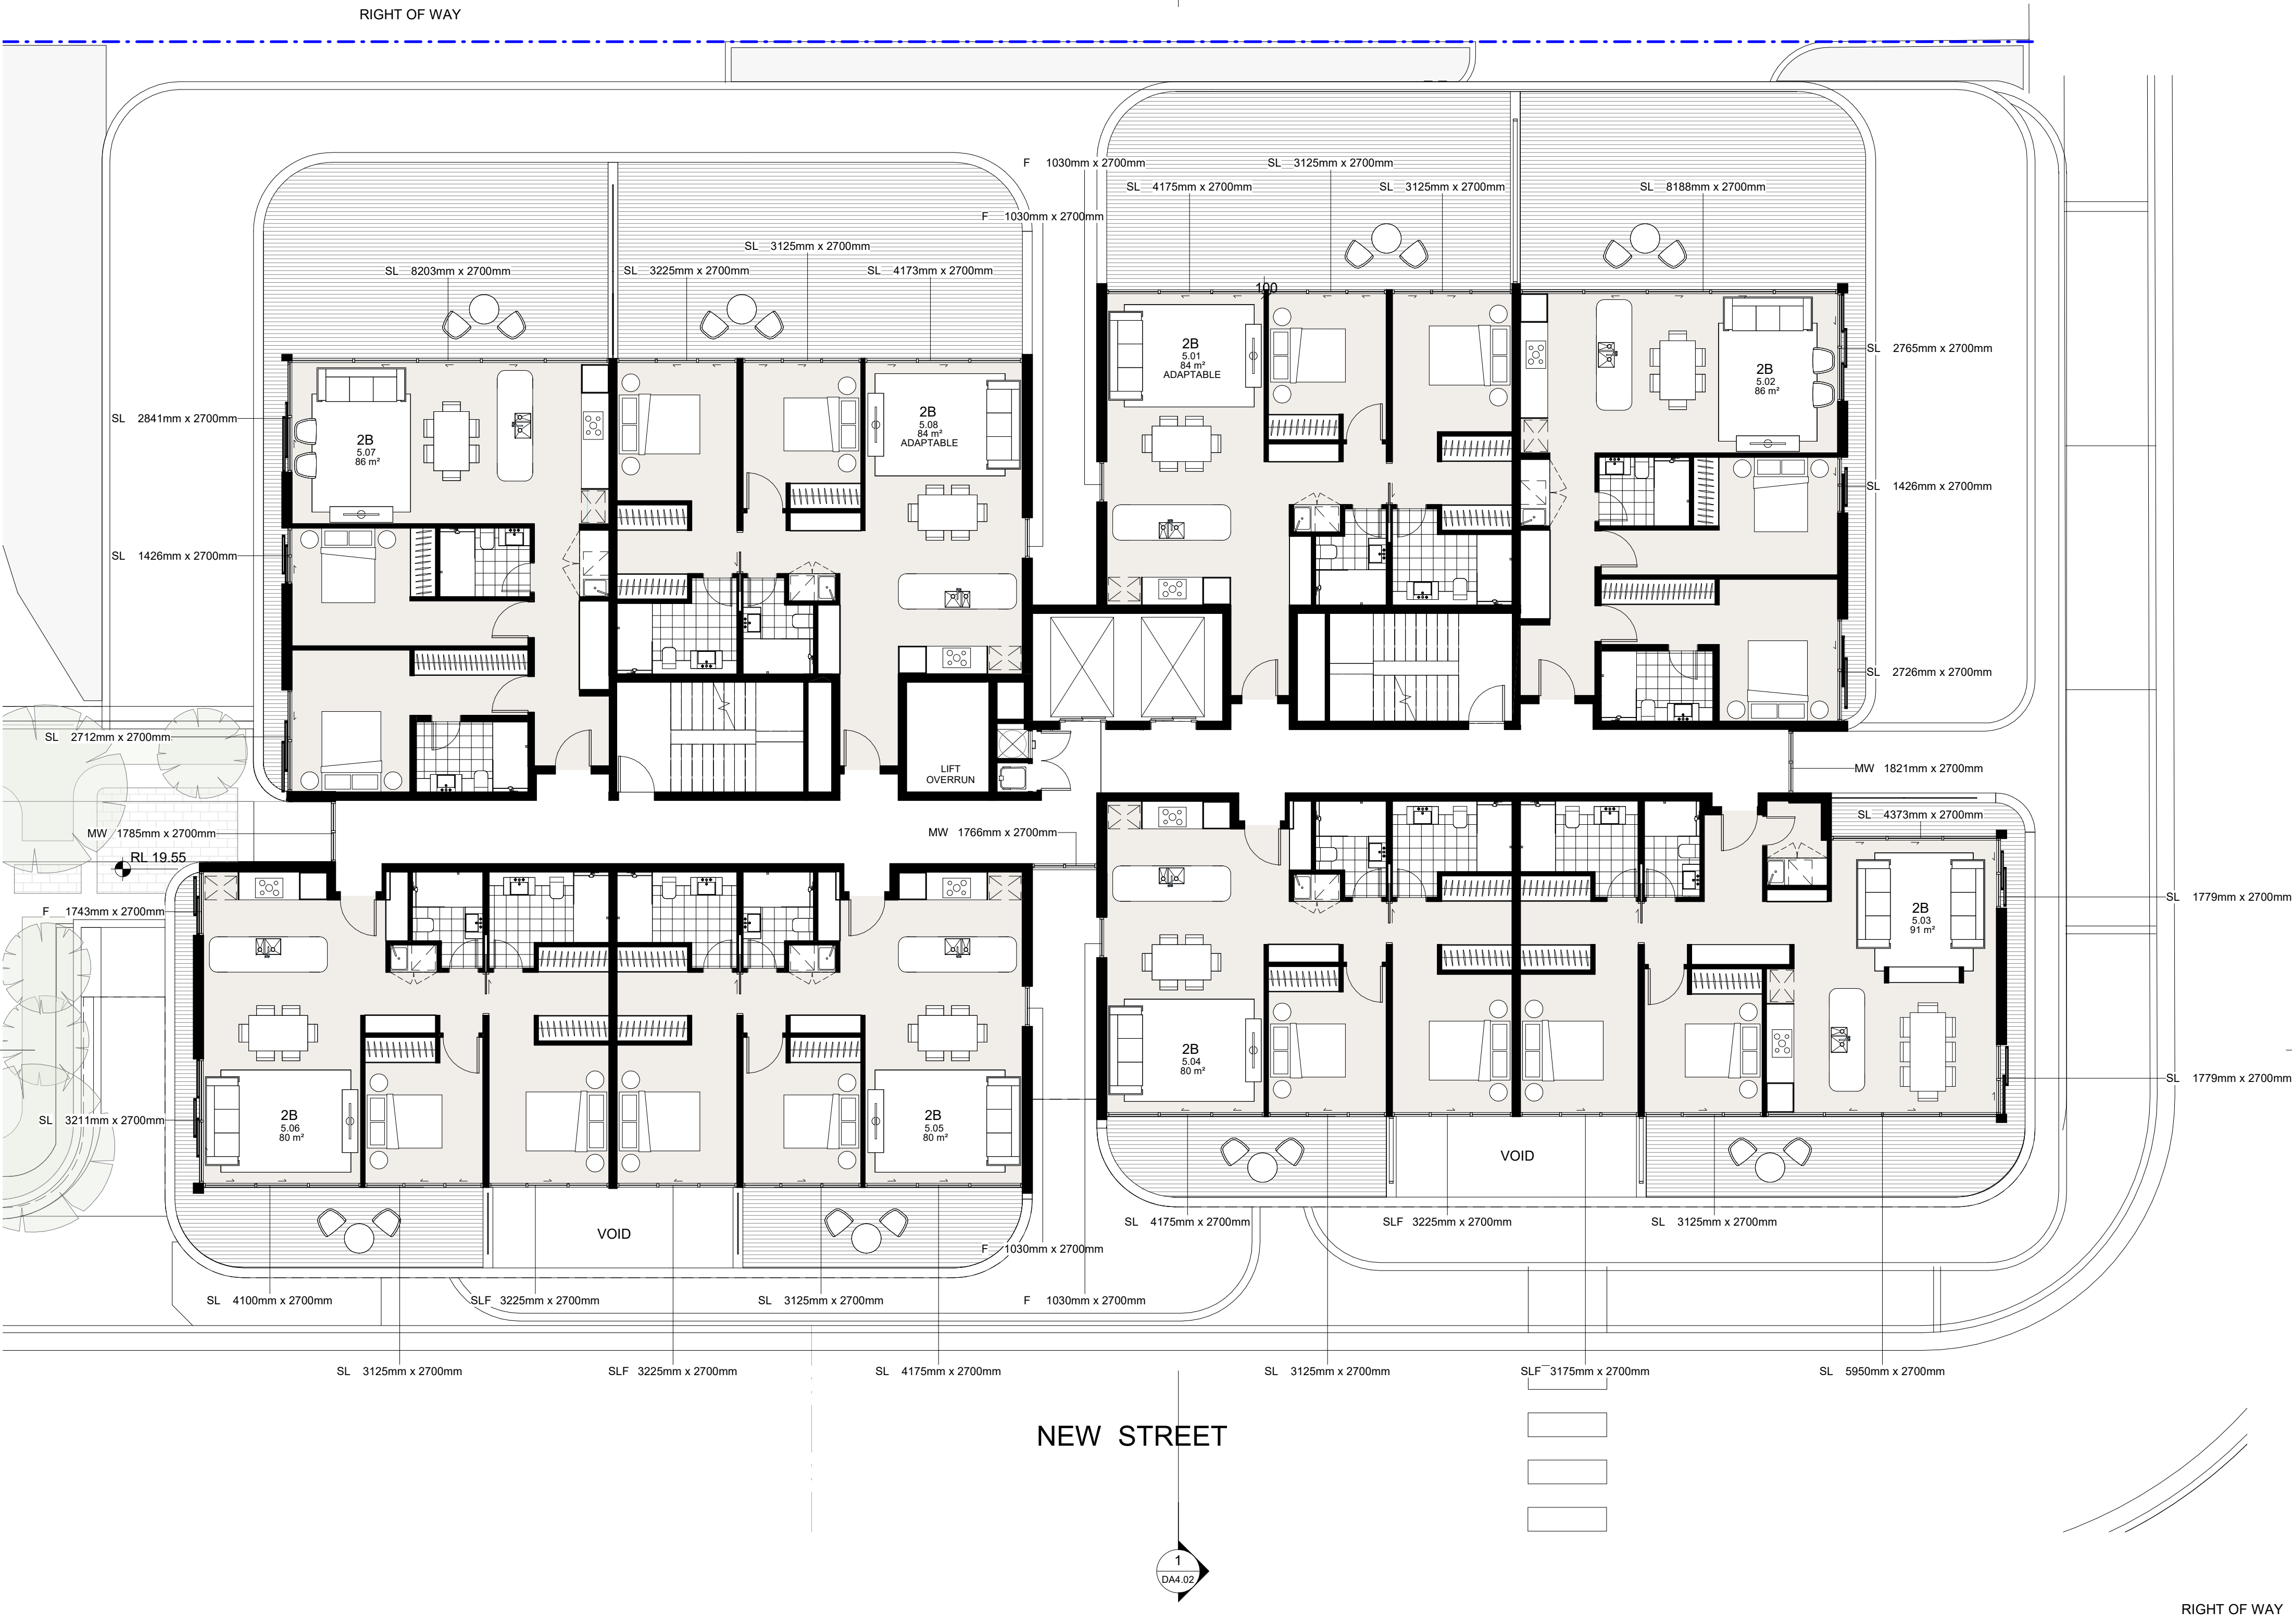 RIGHT OF WAY
F 1030mm x 2700mm
SL 3125mm x 2700mm
SL 4175mm x 2700mm
SL 3125mm x 2700mm
SL 8188mm x 2700mm
F 1030mm x 2700mm
SL 3125mm x 2700mm
SL 8203mm x 2700mm
SL 3225mm x 2700mm
SL 4173mm x 2700mm
100
2B
5.01
84 m²
ADAPTABLE
SL 2765mm x 2700mm
2B
5.02
86 m²
SL 2841mm x 2700mm
2B
5.08
84 m²
ADAPTABLE
2B
5.07
86 m²
SL 1426mm x 2700mm
SL 1426mm x 2700mm
SL 2726mm x 2700mm
SL 2712mm x 2700mm
LIFT
OVERRUN
MW 1821mm x 2700mm
SL 4373mm x 2700mm
MW 1785mm x 2700mm
MW 1766mm x 2700mm
RL 19.55
SL 1779mm x 2700mm
F 1743mm x 2700mm
2B
5.03
91 m²
2B
5.04
80 m²
SL 1779mm x 2700mm
SL 3211mm x 2700mm
2B
5.06
80 m²
2B
5.05
80 m²
VOID
SL 4175mm x 2700mm
SLF 3225mm x 2700mm
SL 3125mm x 2700mm
VOID
F 1030mm x 2700mm
SL 4100mm x 2700mm
SLF 3225mm x 2700mm
SL 3125mm x 2700mm
F 1030mm x 2700mm
SL 3125mm x 2700mm
SLF 3225mm x 2700mm
SL 4175mm x 2700mm
SL 3125mm x 2700mm
SLF 3175mm x 2700mm
SL 5950mm x 2700mm
NEW STREET
1
DA4.02
RIGHT OF WAY